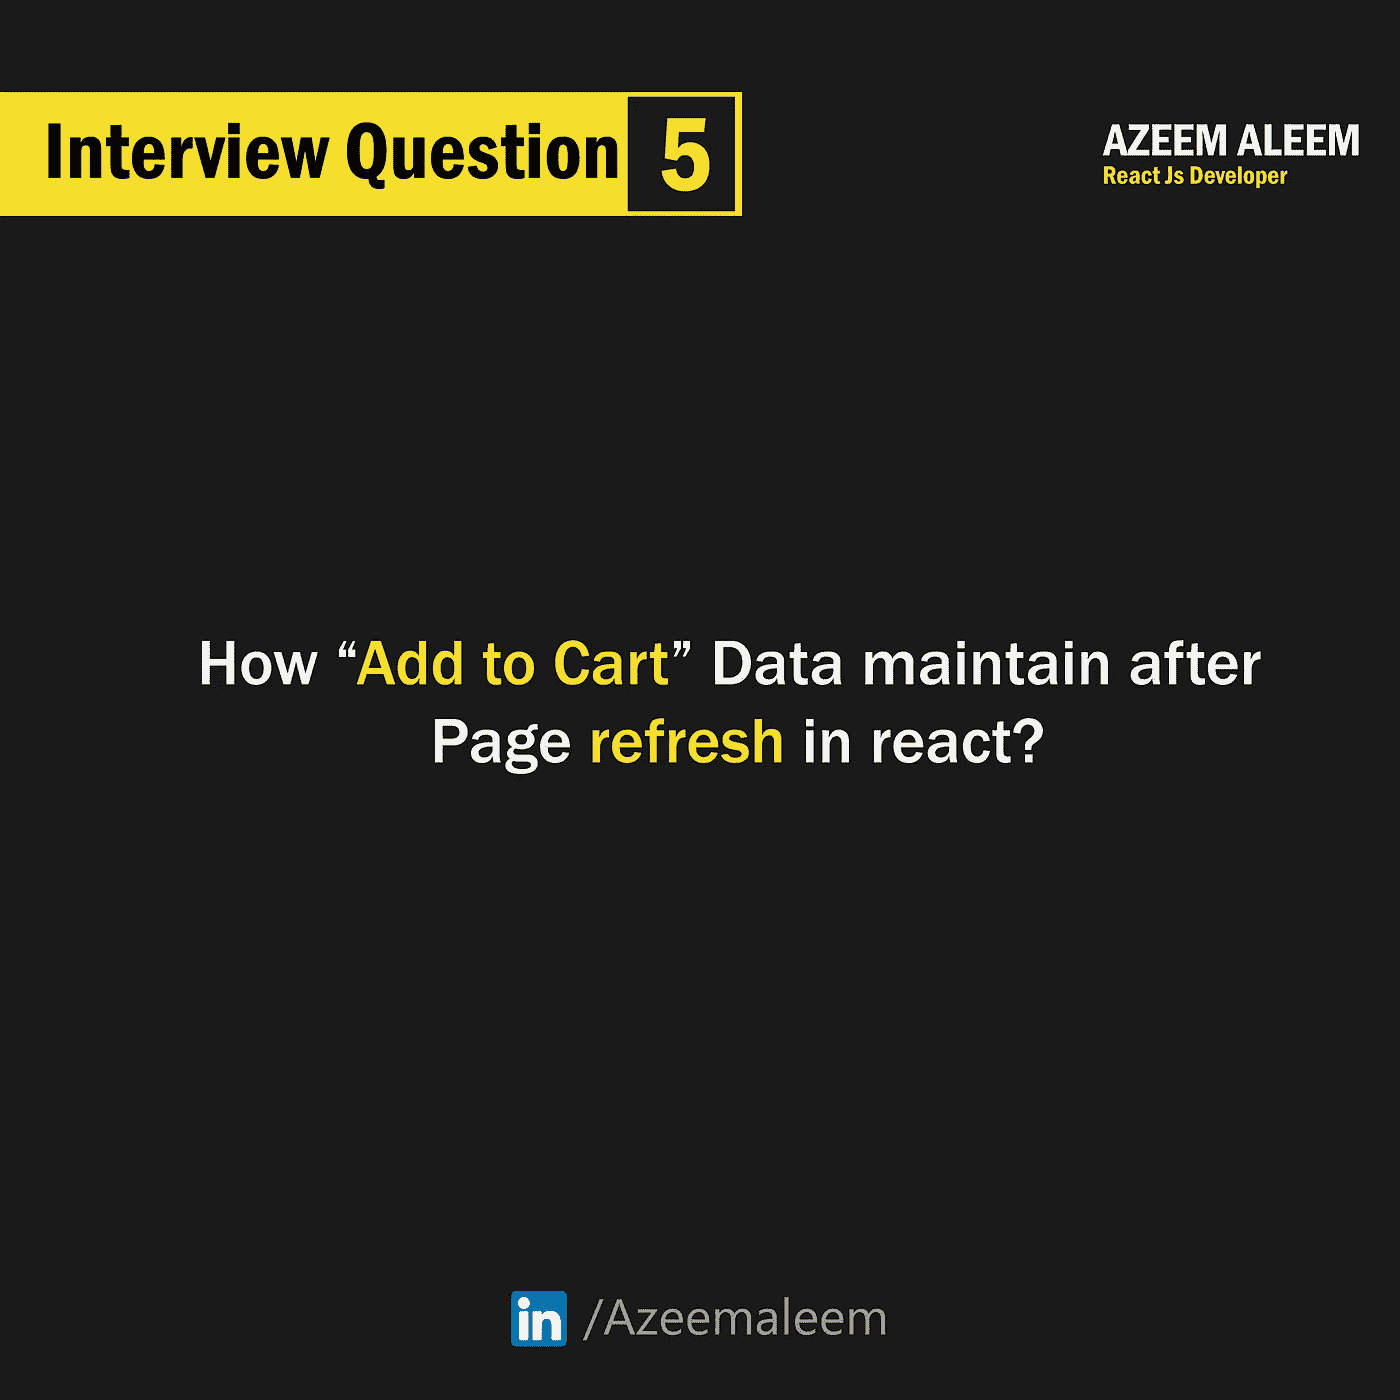 Interview Question 5
AZEEM ALEEM
React Js Developer
How “Add to Cart” Data maintain after
Page refresh in react?
in /Azeemaleem